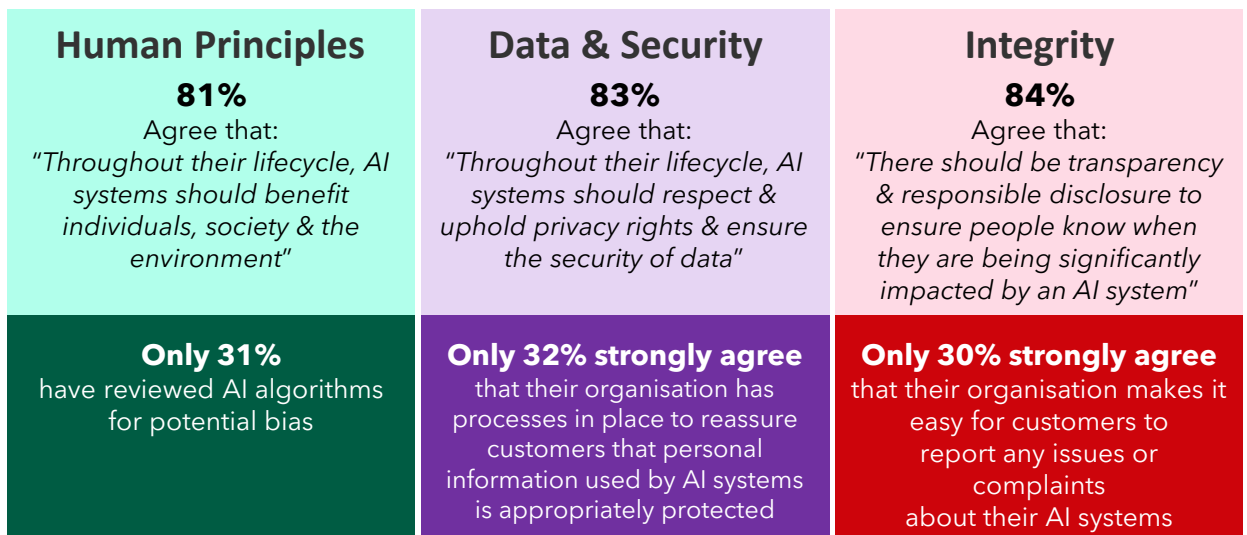 Human Principles
81%
Agree that:
"Throughout their lifecycle, AI
systems should benefit
individuals, society & the
environment"
Only 31%
have reviewed AI algorithms
for potential bias
Data & Security
83%
Agree that:
"Throughout their lifecycle, AI
systems should respect &
uphold privacy rights & ensure
the security of data"
Only 32% strongly agree
that their organisation has
processes in place to reassure
customers that personal
information used by AI systems
is appropriately protected
Integrity
84%
Agree that:
"There should be transparency
& responsible disclosure to
ensure people know when
they are being significantly
impacted by an AI system"
Only 30% strongly agree
that their organisation makes it
easy for customers to
report any issues or
complaints
about their AI systems